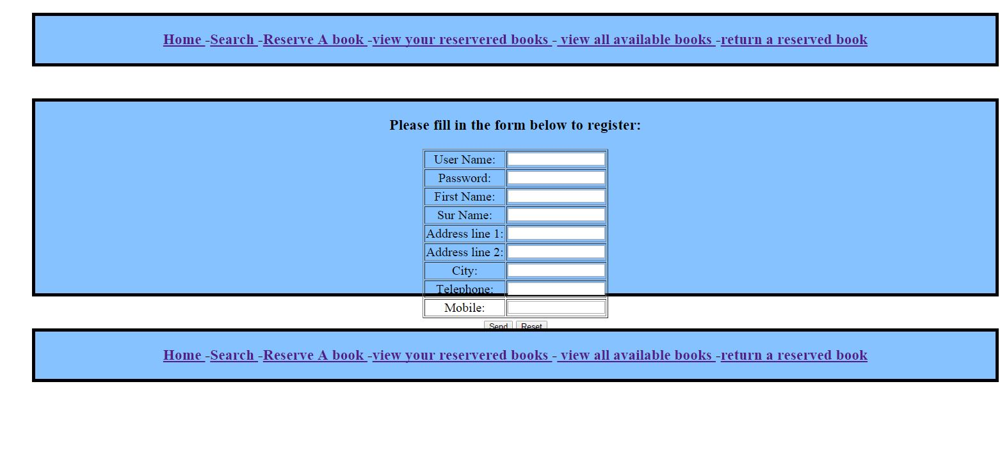 Home -Search -Reserve A book -view your reservered books - view all available books -return a reserved book
Please fill in the form below to register:
User Name:
Password:
First Name:
Sur Name:
Address line 1:
Address line 2:
City:
Telephone:
Mobile:
Send Reset
Home -Search -Reserve A book -view your reservered books - view all available books -return a reserved book